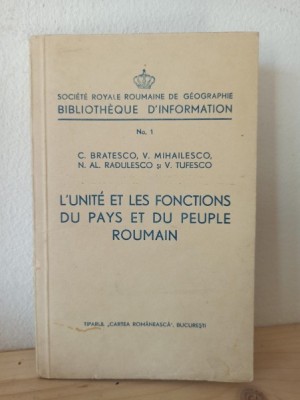 SOCIÉTÉ ROYALE ROUMAINE DE GÉOGRAPHIE
BIBLIOTHÈQUE D'INFORMATION
No. 1
C. BRATESCO, V. MIHAILESCO,
N. AL. RADULESCO și V. TUFESCO
L'UNITÉ ET LES FONCTIONS
DU PAYS ET DU PEUPLE
ROUMAIN
TIPARUL „CARTEA ROMÂNEASCĂ", BUCUREȘTI